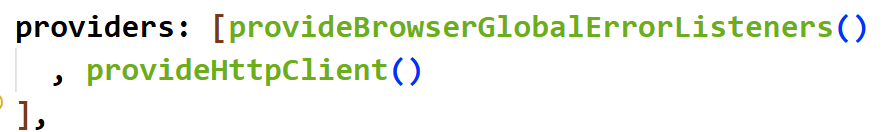 providers: [provideBrowserGlobalErrorListeners()
, provideHttpClient()
],